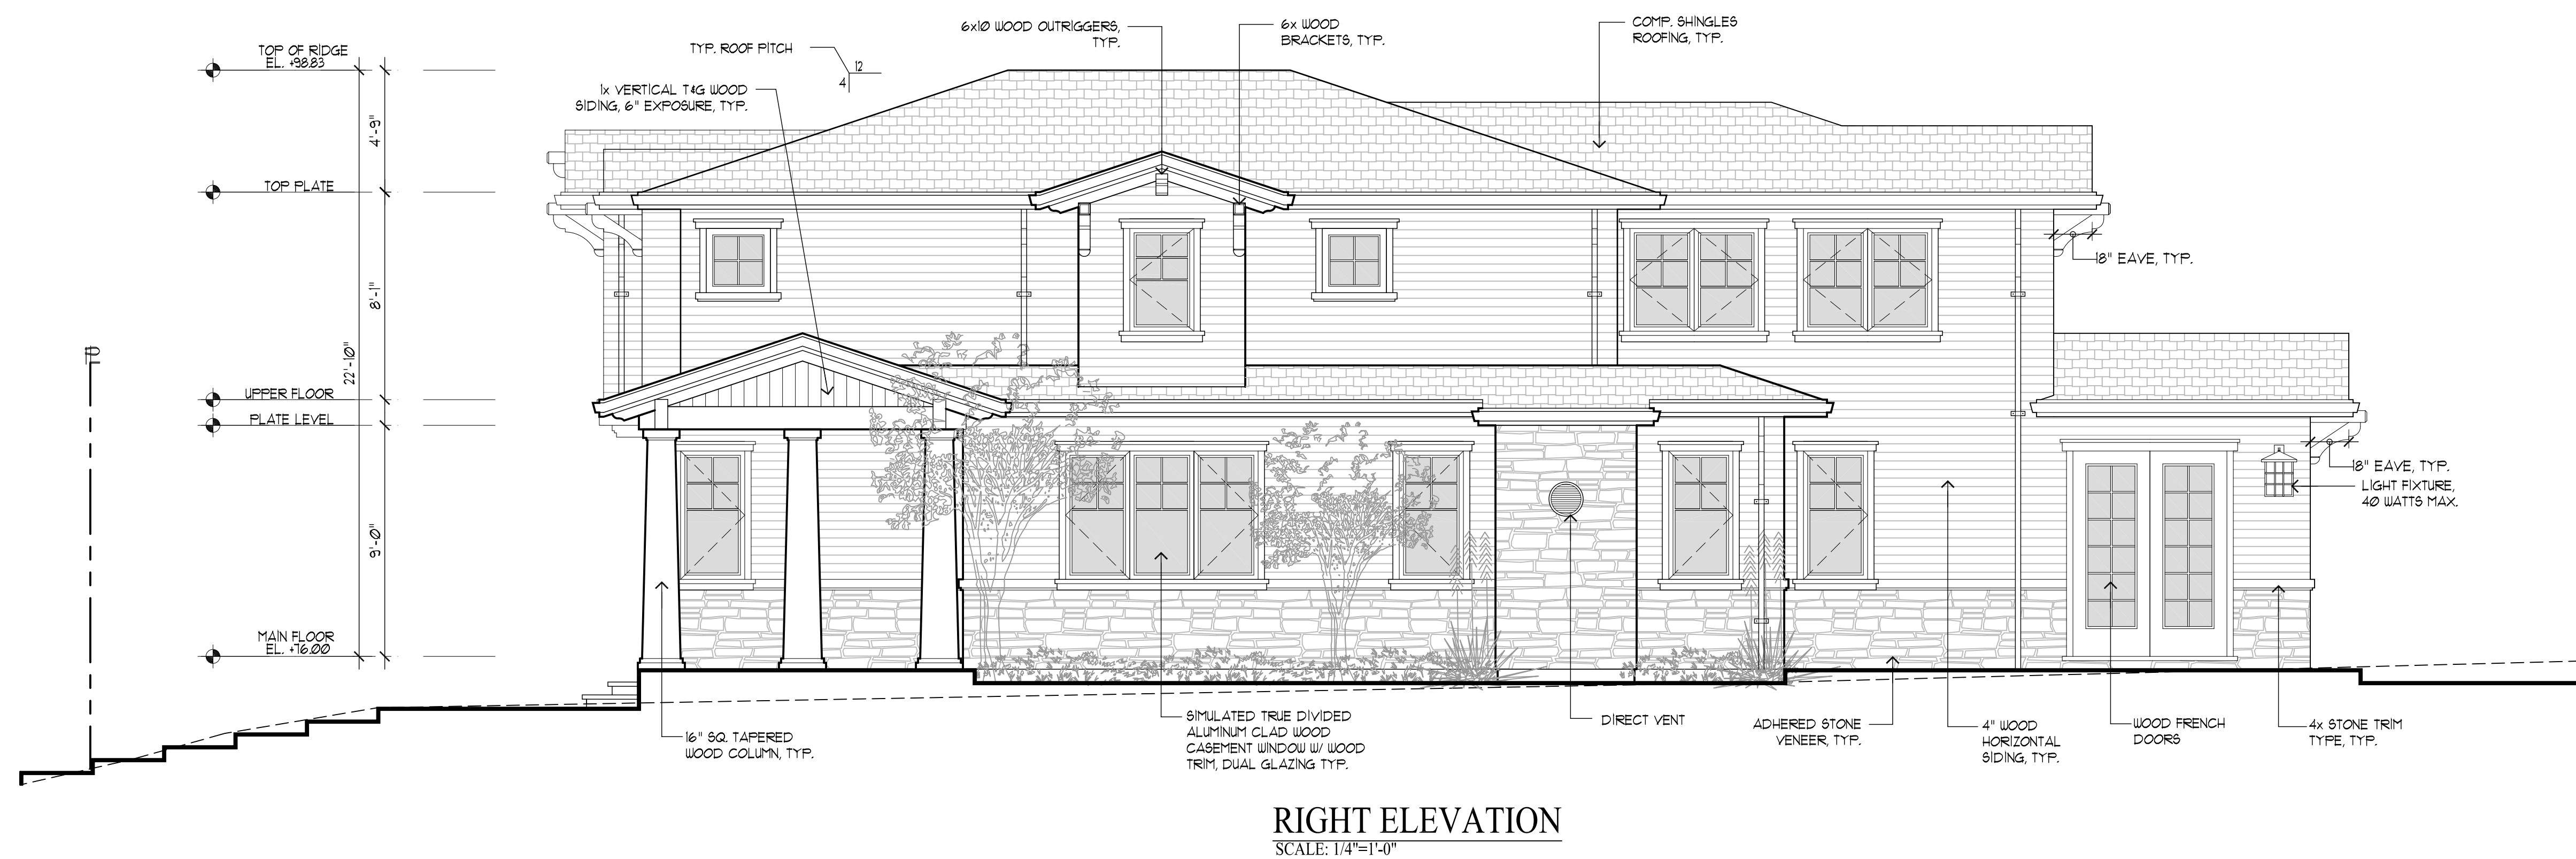 TOP OF RIDGE
EL. +98.83
TYP. ROOF PITCH
12
4
6x10 WOOD OUTRIGGERS,
TYP.
6x WOOD
BRACKETS, TYP.
COMP. SHINGLES
ROOFING, TYP.
1x VERTICAL T&G WOOD
SIDING, 6" EXPOSURE, TYP.
4'-9"
TOP PLATE
8'-1"
18" EAVE, TYP.
22'-10"
UPPER FLOOR
PLATE LEVEL
9'-0"
18" EAVE, TYP.
LIGHT FIXTURE,
40 WATTS MAX.
MAIN FLOOR
EL. +76.00
16" SQ. TAPERED
WOOD COLUMN, TYP.
SIMULATED TRUE DIVIDED
ALUMINUM CLAD WOOD
CASEMENT WINDOW W/ WOOD
TRIM, DUAL GLAZING TYP.
DIRECT VENT
ADHERED STONE
VENEER, TYP.
4" WOOD
HORIZONTAL
SIDING, TYP.
WOOD FRENCH
DOORS
4x STONE TRIM
TYPE, TYP.
RIGHT ELEVATION
SCALE: 1/4"=1'-0"